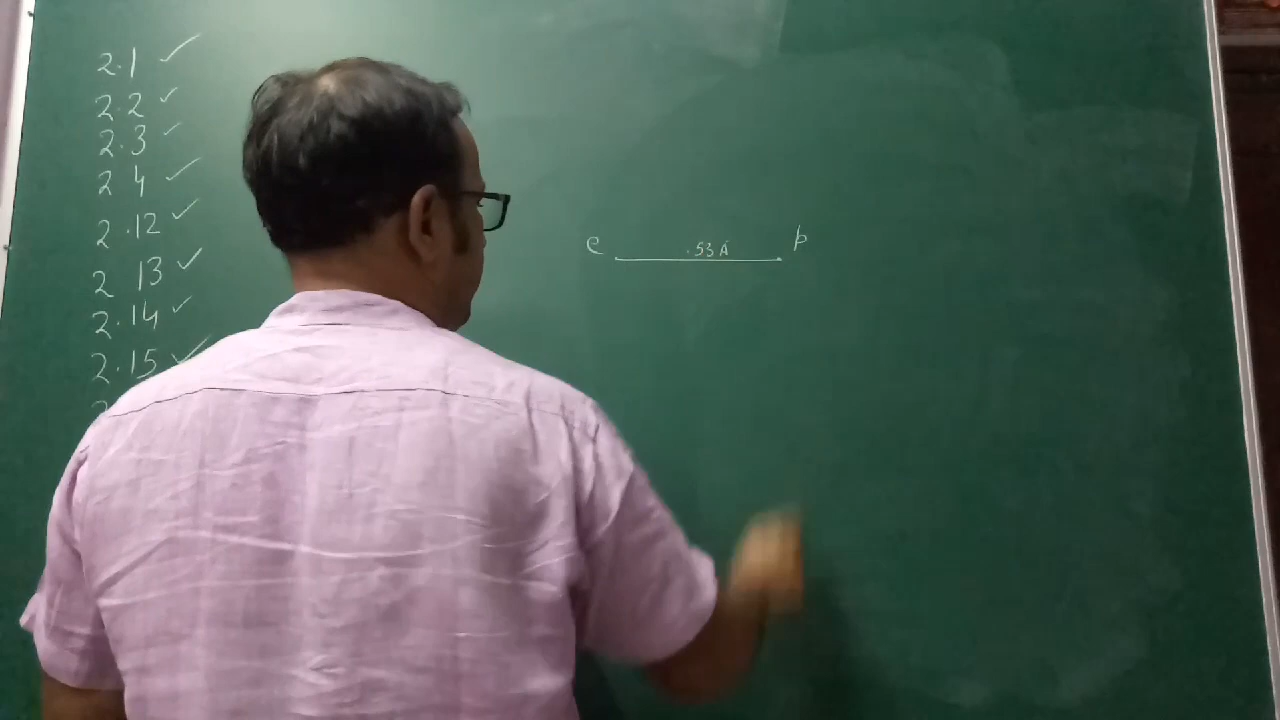 2.1 ✓
2.2 ✓
2.3 ✓
2 4 ✓
2.12 ✓
2 13 ✓
2.14 ✓
2.15 ✓
e .53 Å p